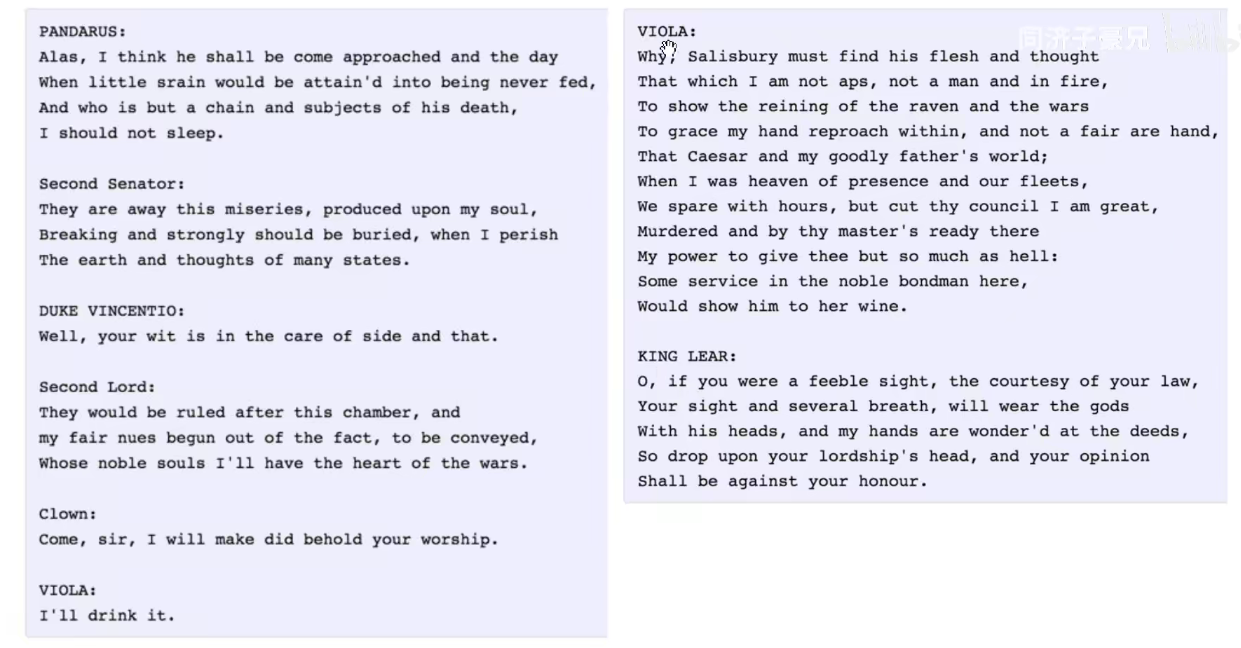 PANDARUS:
Alas, I think he shall be come approached and the day
When little srain would be attain'd into being never fed,
And who is but a chain and subjects of his death,
I should not sleep.
Second Senator:
They are away this miseries, produced upon my soul,
Breaking and strongly should be buried, when I perish
The earth and thoughts of many states.
DUKE VINCENTIO:
Well, your wit is in the care of side and that.
Second Lord:
They would be ruled after this chamber, and
my fair nues begun out of the fact, to be conveyed,
Whose noble souls I'll have the heart of the wars.
Clown:
Come, sir, I will make did behold your worship.
VIOLA:
I'll drink it.
VIOLA:
Why, Salisbury must find his flesh and thought
That which I am not aps, not a man and in fire,
To show the reining of the raven and the wars
To grace my hand reproach within, and not a fair are hand,
That Caesar and my goodly father's world;
When I was heaven of presence and our fleets,
We spare with hours, but cut thy council I am great,
Murdered and by thy master's ready there
My power to give thee but so much as hell:
Some service in the noble bondman here,
Would show him to her wine.
KING LEAR:
O, if you were a feeble sight, the courtesy of your law,
Your sight and several breath, will wear the gods
With his heads, and my hands are wonder'd at the deeds,
So drop upon your lordship's head, and your opinion
Shall be against your honour.
同济子豪兄